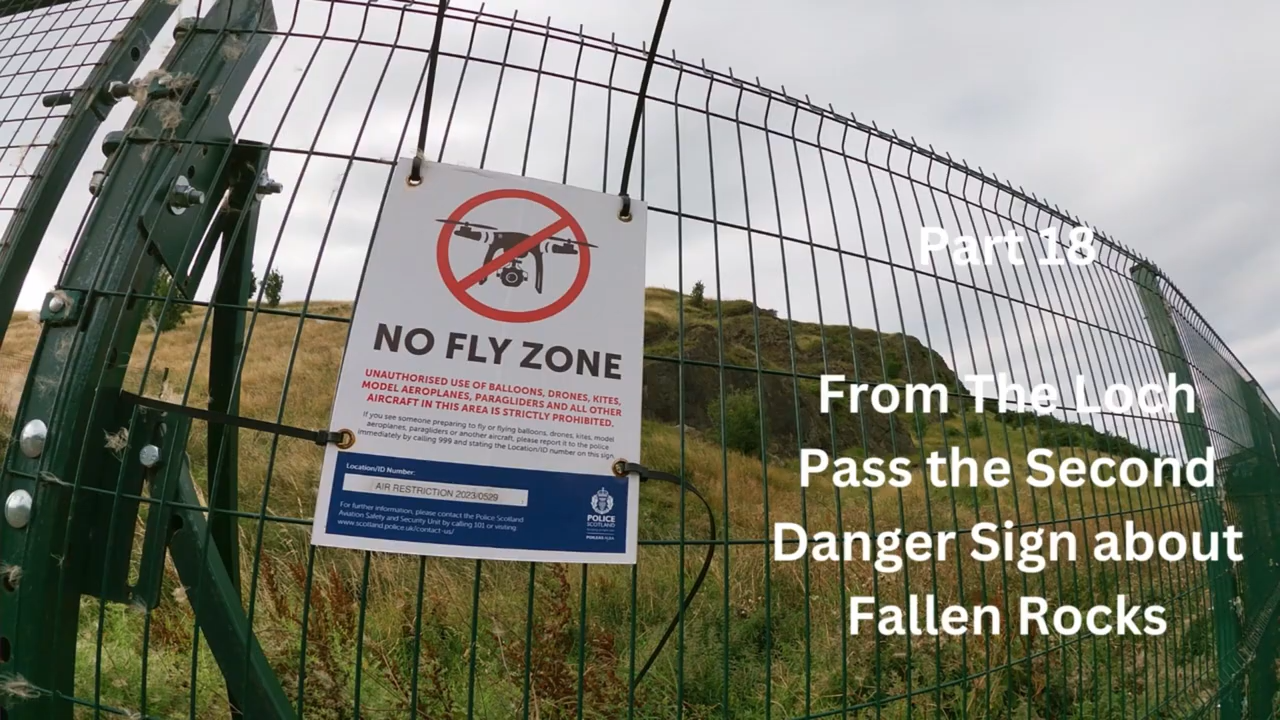 NO FLY ZONE
UNAUTHORISED USE OF BALLOONS, DRONES, KITES,
MODEL AEROPLANES, PARAGLIDERS AND ALL OTHER
AIRCRAFT IN THIS AREA IS STRICTLY PROHIBITED.
If you see someone preparing to fly or flying balloons, drones, kites, model
aeroplanes, paragliders or another aircraft, please report it to the police
immediately by calling 999 and stating the Location/ID number on this sign.
Location/ID Number:
AIR RESTRICTION 2023/0529
For further information, please contact the Police Scotland
Aviation Safety and Security Unit by calling 101 or visiting
www.scotland.police.uk/contact-us/
POLICE
SCOTLAND
Part 18
From The Loch
Pass the Second
Danger Sign about
Fallen Rocks